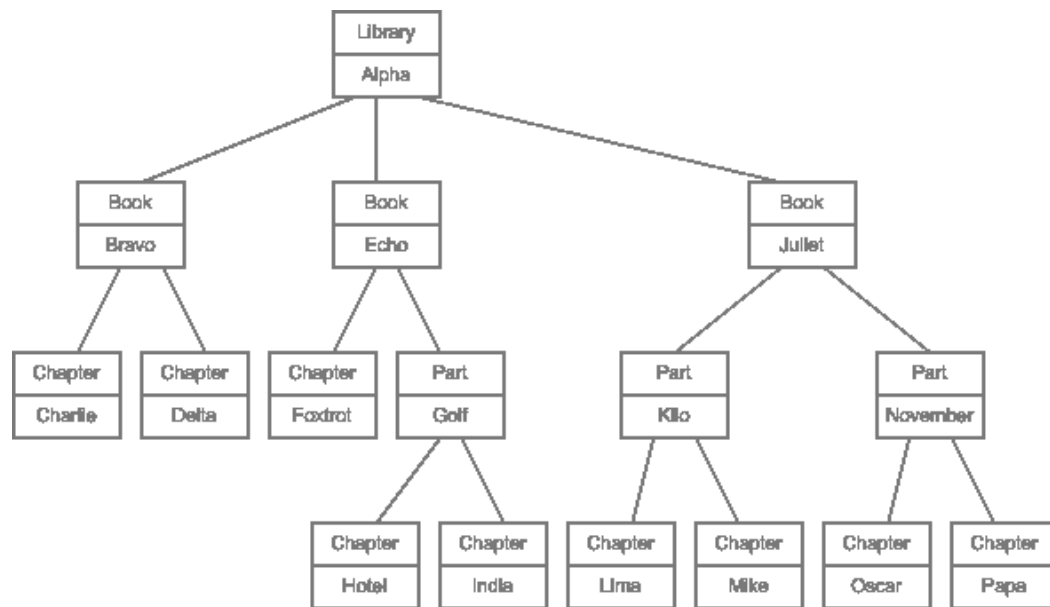 Library
Alpha
Book
Bravo
Book
Echo
Book
Juliet
Chapter
Charlie
Chapter
Delta
Chapter
Foxtrot
Part
Golf
Part
Kilo
Part
November
Chapter
Hotel
Chapter
India
Chapter
Lima
Chapter
Mike
Chapter
Oscar
Chapter
Papa